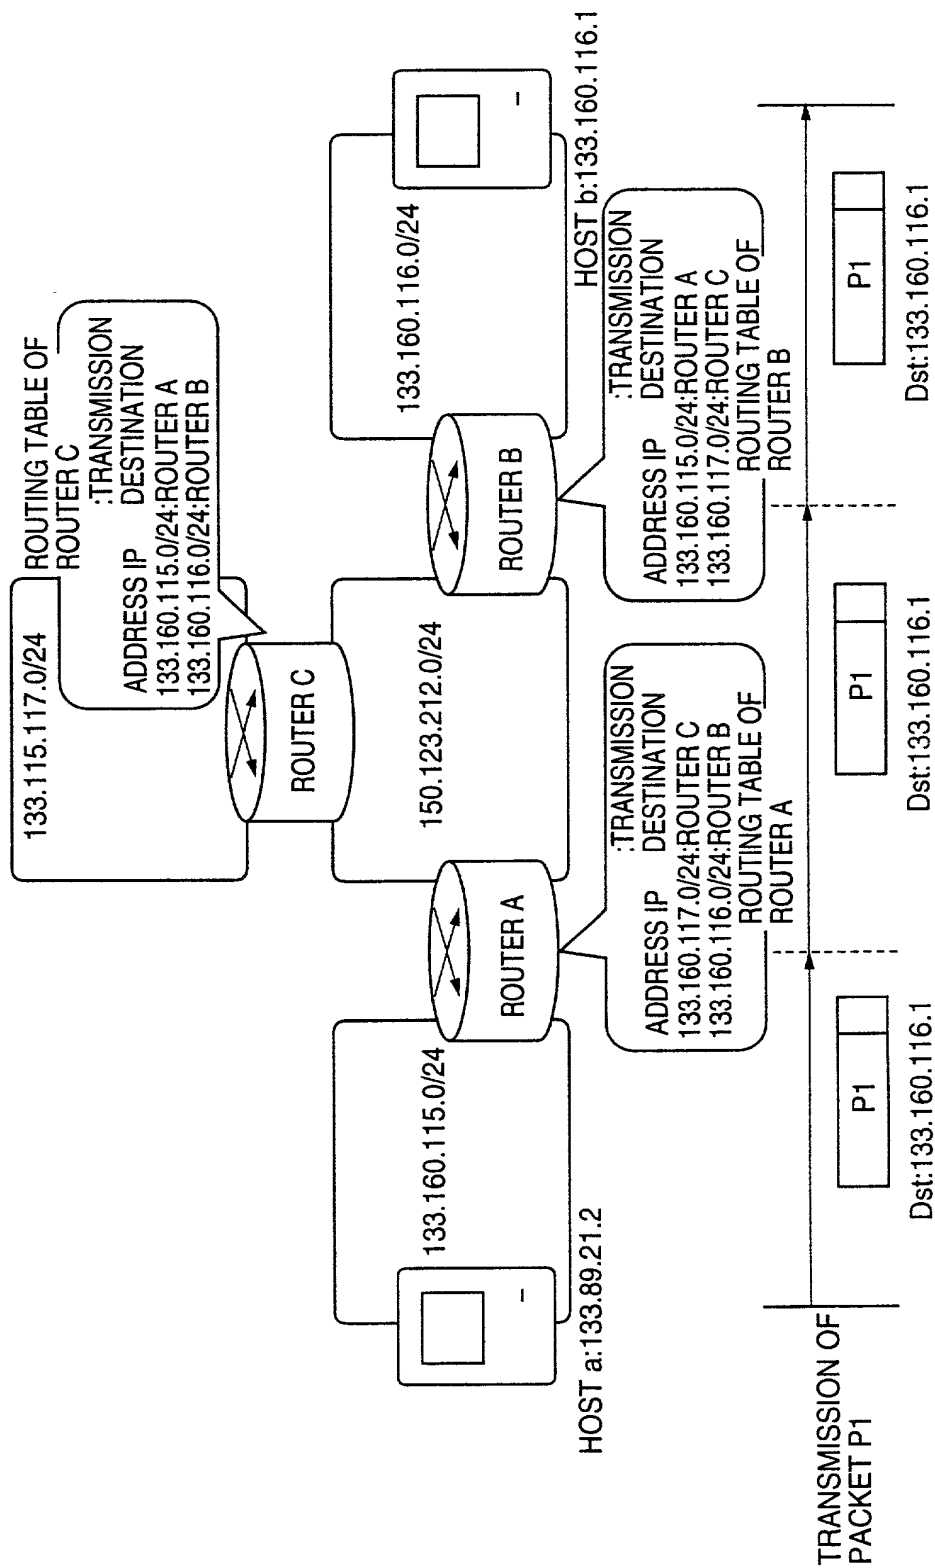 133.115.117.0/24
ROUTING TABLE OF
ROUTER C
:TRANSMISSION
ADDRESS IP DESTINATION
133.160.115.0/24:ROUTER A
133.160.116.0/24:ROUTER B
ROUTER C
133.160.115.0/24
150.123.212.0/24
133.160.116.0/24
ROUTER A
ROUTER B
HOST a:133.89.21.2
HOST b:133.160.116.1
:TRANSMISSION
ADDRESS IP DESTINATION
133.160.117.0/24:ROUTER C
133.160.116.0/24:ROUTER B
ROUTING TABLE OF
ROUTER A
:TRANSMISSION
ADDRESS IP DESTINATION
133.160.115.0/24:ROUTER A
133.160.117.0/24:ROUTER C
ROUTING TABLE OF
ROUTER B
TRANSMISSION OF
PACKET P1
P1
Dst:133.160.116.1
P1
Dst:133.160.116.1
P1
Dst:133.160.116.1